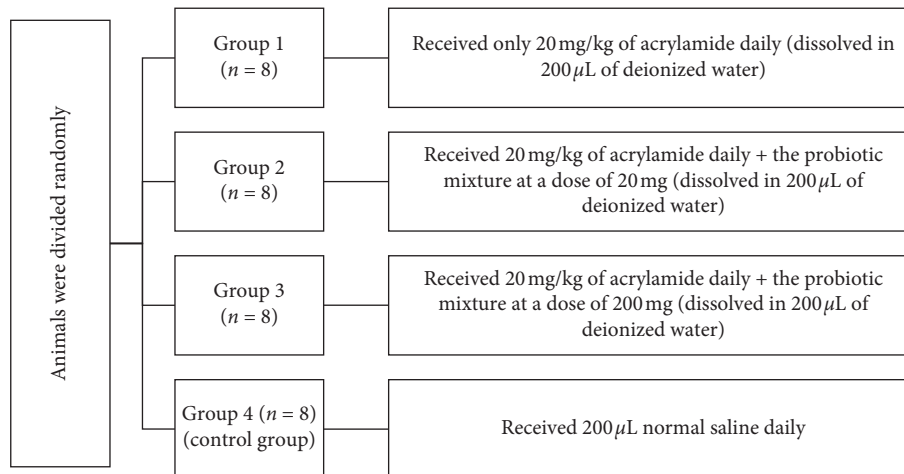 Animals were divided randomly
Group 1
(n = 8)
Received only 20 mg/kg of acrylamide daily (dissolved in
200 μL of deionized water)
Group 2
(n = 8)
Received 20 mg/kg of acrylamide daily + the probiotic
mixture at a dose of 20 mg (dissolved in 200 μL of
deionized water)
Group 3
(n = 8)
Received 20 mg/kg of acrylamide daily + the probiotic
mixture at a dose of 200 mg (dissolved in 200 μL of
deionized water)
Group 4 (n = 8)
(control group)
Received 200 μL normal saline daily